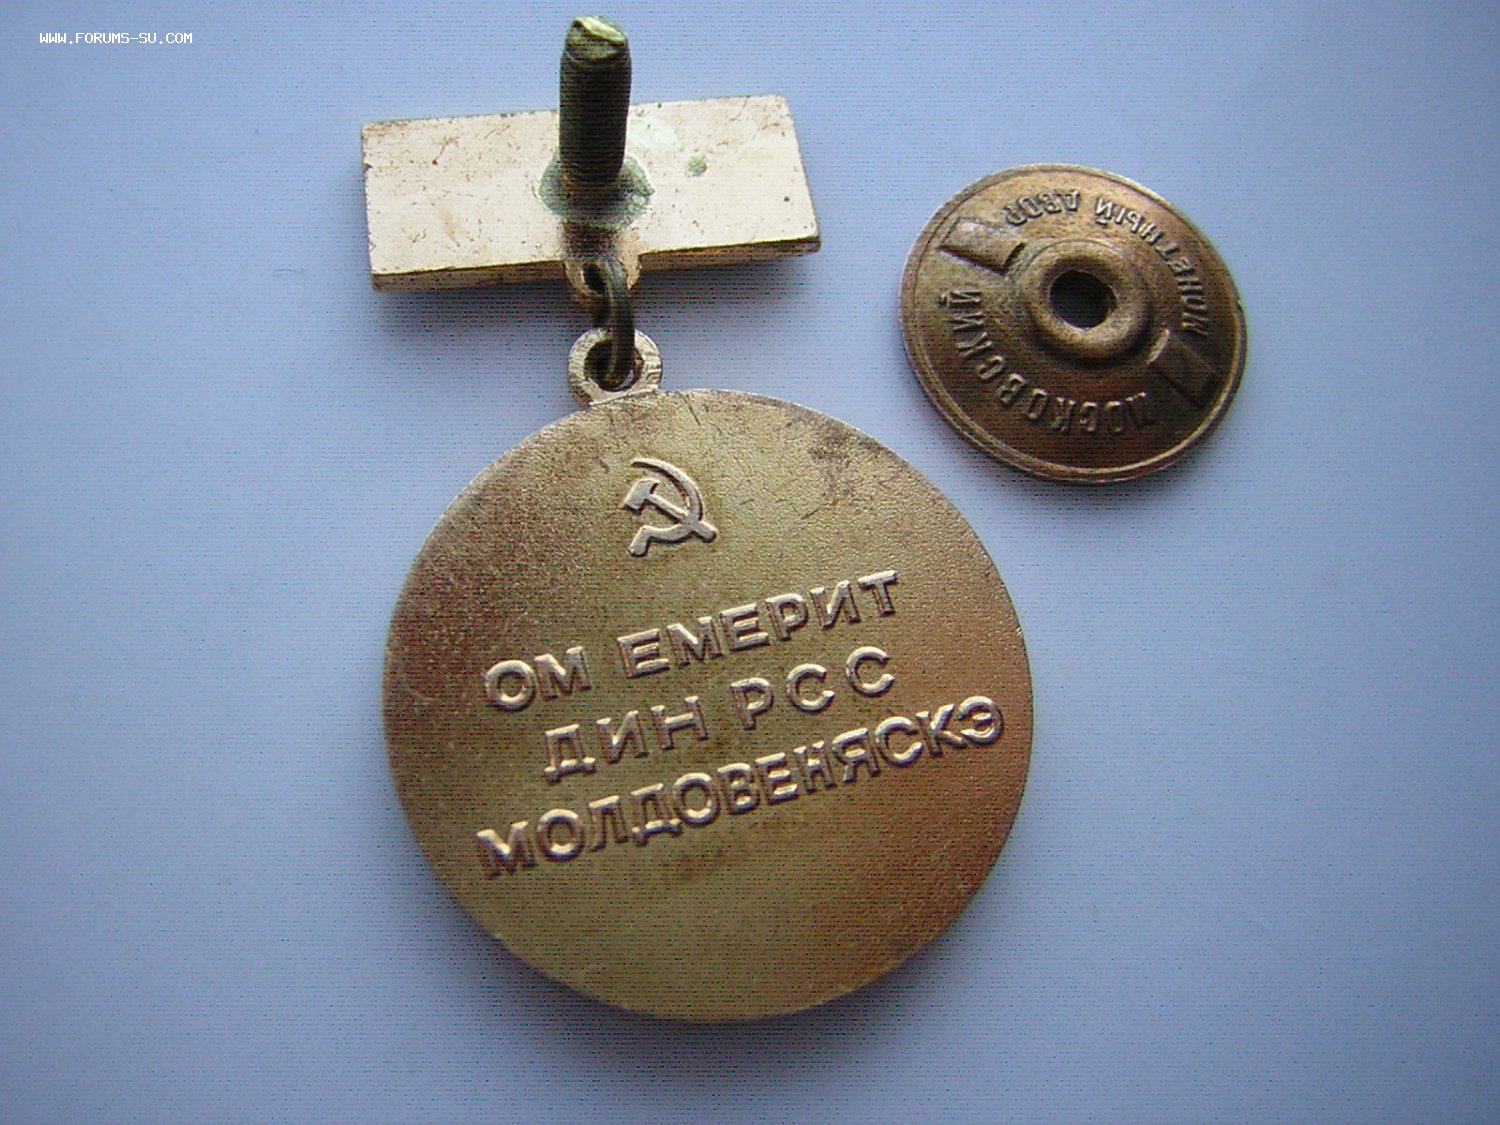 WWW.FORUMS-SU.COM
МОНЕТНЫЙ ДВОР
МОСКОВСКИЙ
ОМ ЕМЕРИТ
ДИН РСС
МОЛДОВЕНЯСКЭ